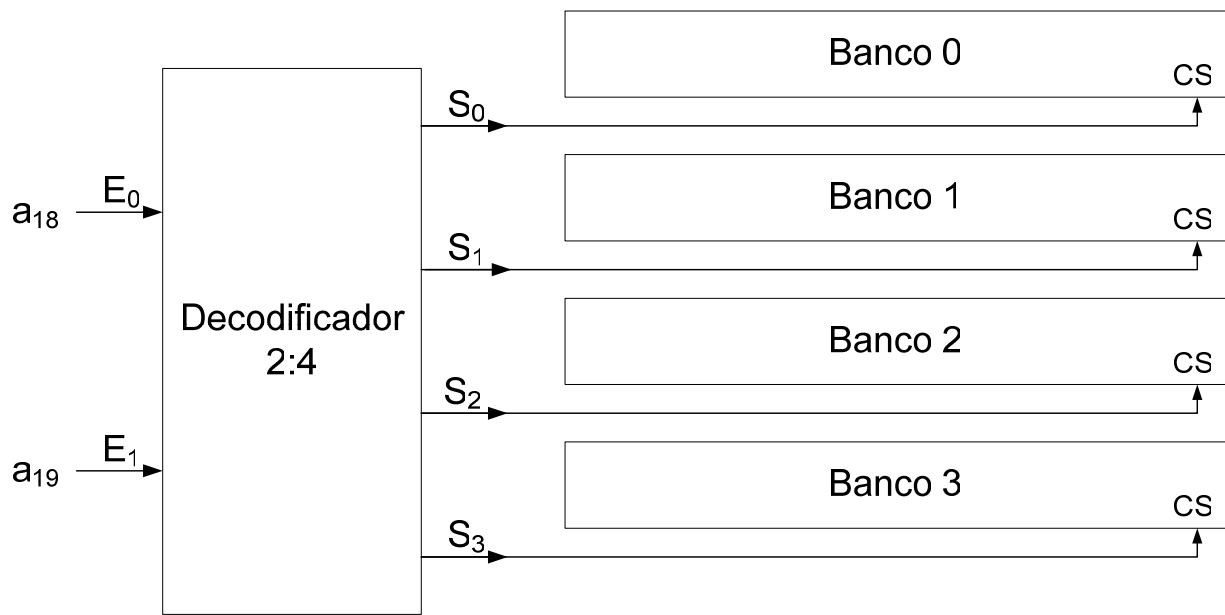 Banco 0
CS
S₀
Banco 1
CS
a₁₈
E₀
S₁
Decodificador
2:4
Banco 2
CS
S₂
a₁₉
E₁
Banco 3
CS
S₃